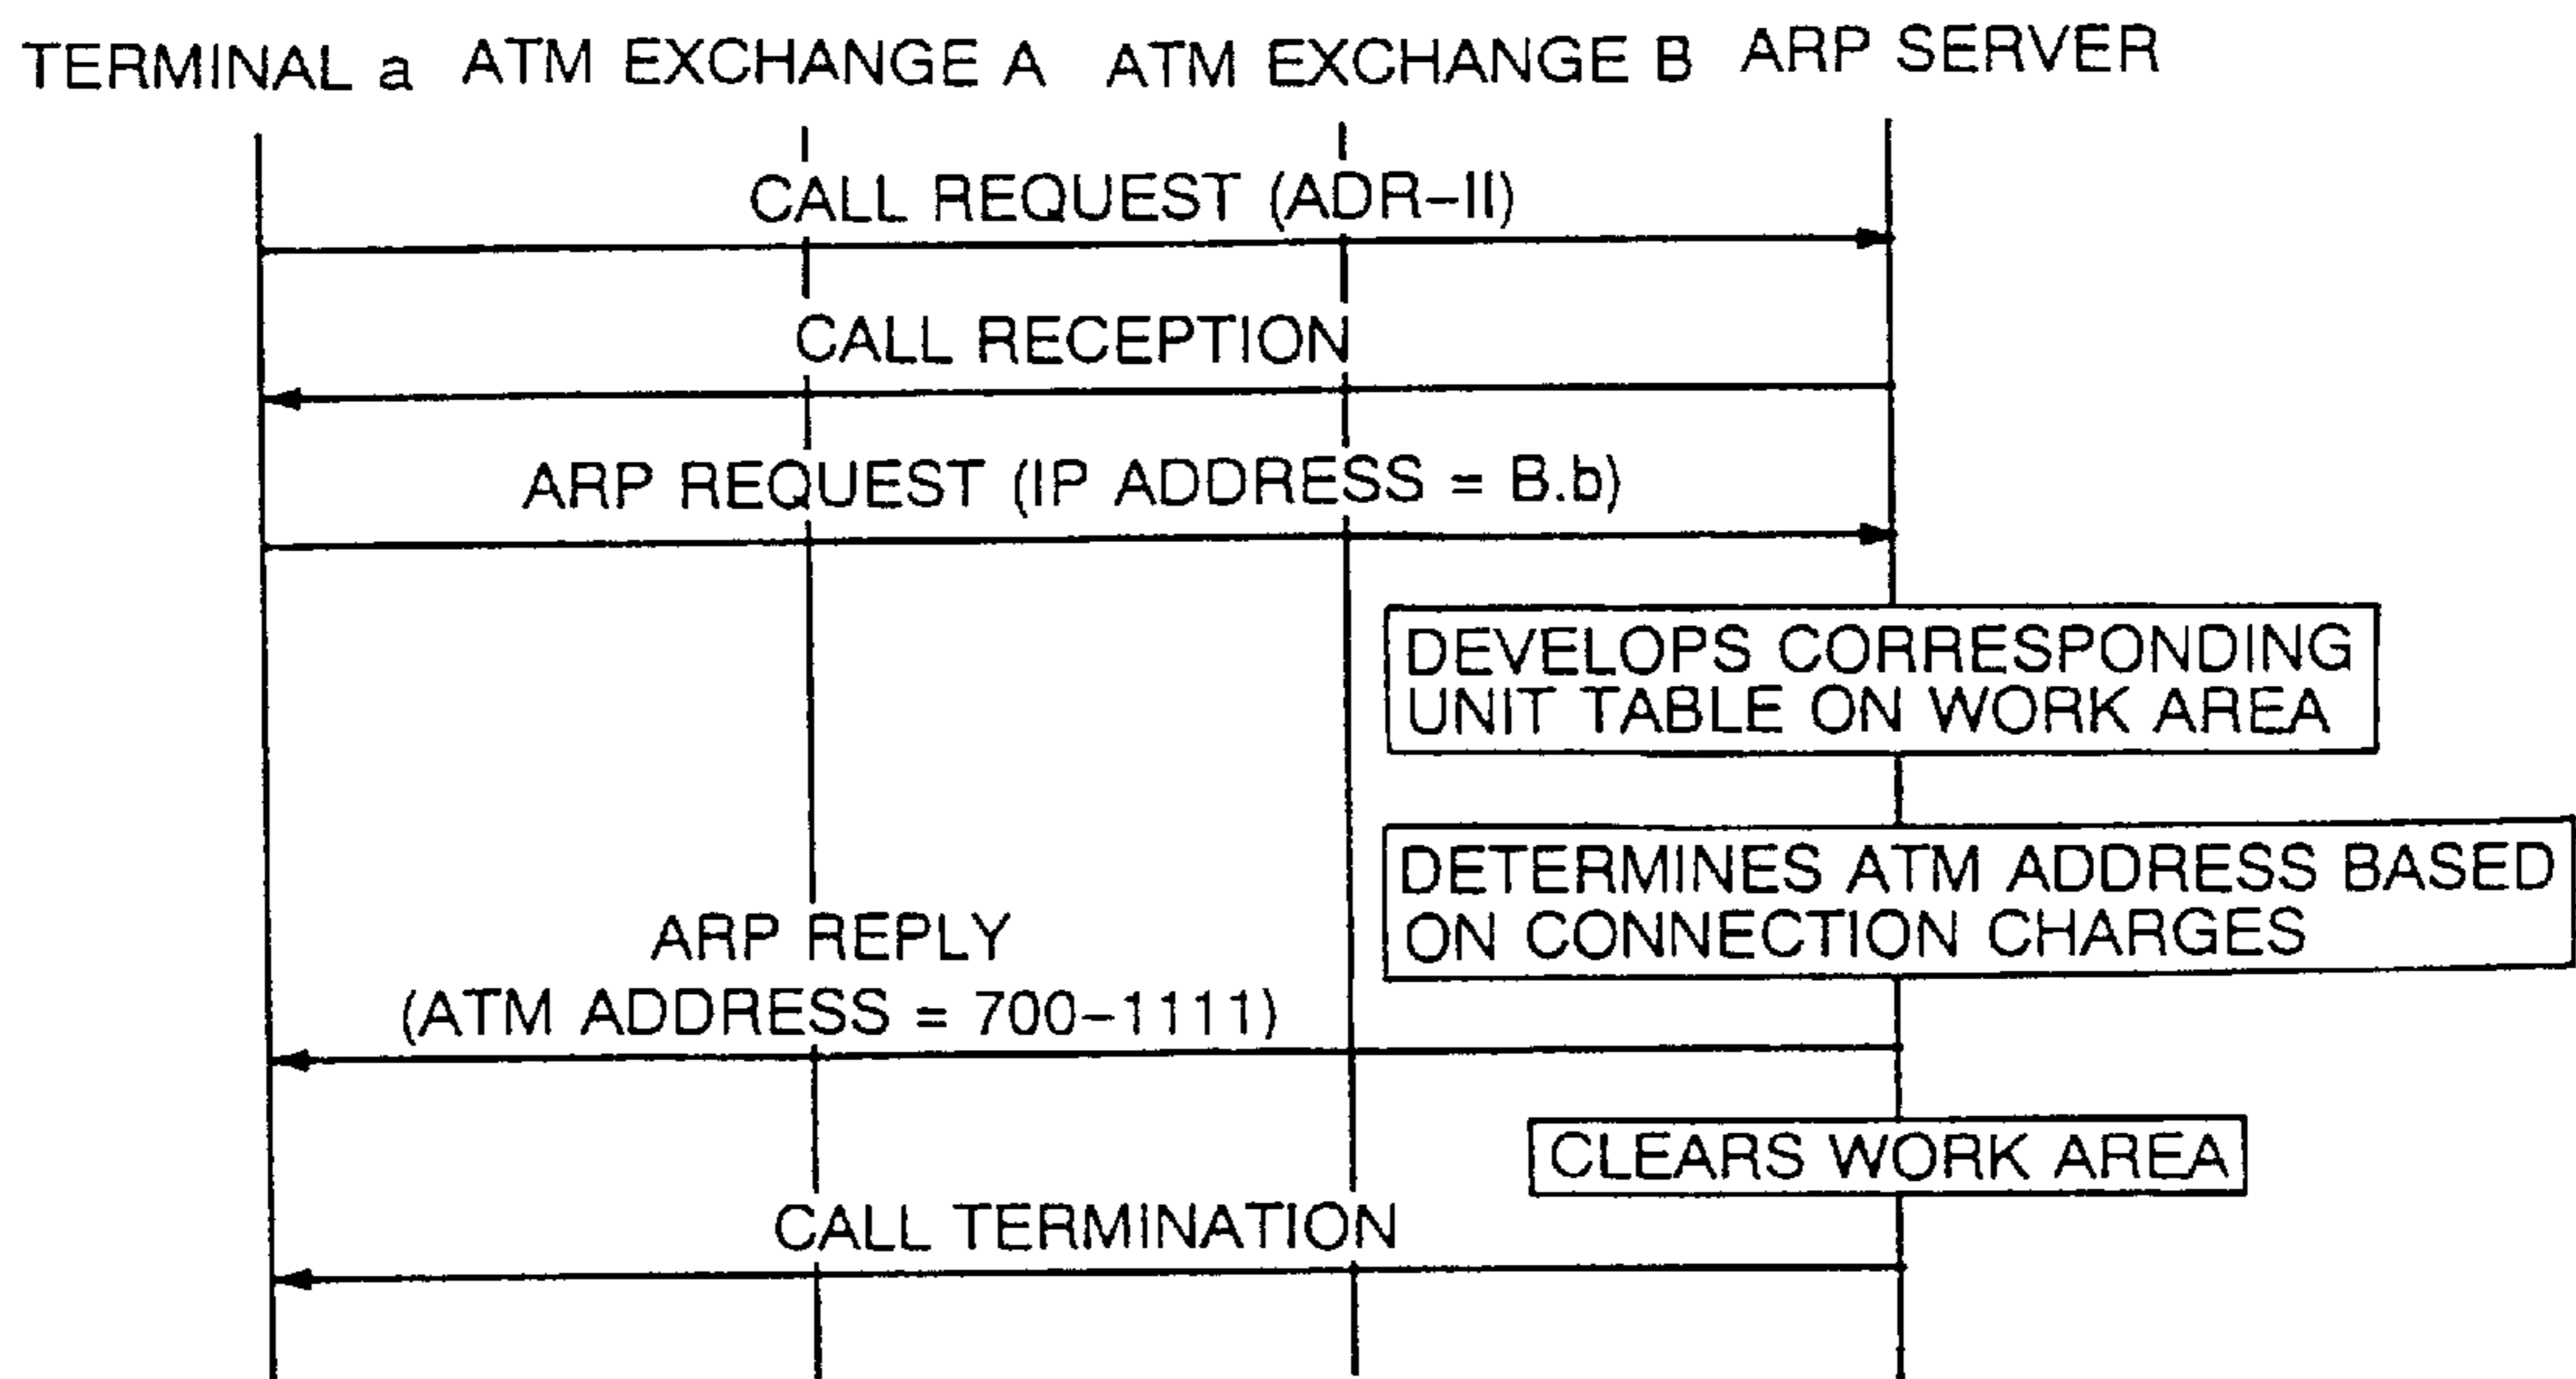 TERMINAL a ATM EXCHANGE A ATM EXCHANGE B ARP SERVER
CALL REQUEST (ADR-II)
CALL RECEPTION
ARP REQUEST (IP ADDRESS = B.b)
DEVELOPS CORRESPONDING
UNIT TABLE ON WORK AREA
DETERMINES ATM ADDRESS BASED
ON CONNECTION CHARGES
ARP REPLY
(ATM ADDRESS = 700-1111)
CLEARS WORK AREA
CALL TERMINATION